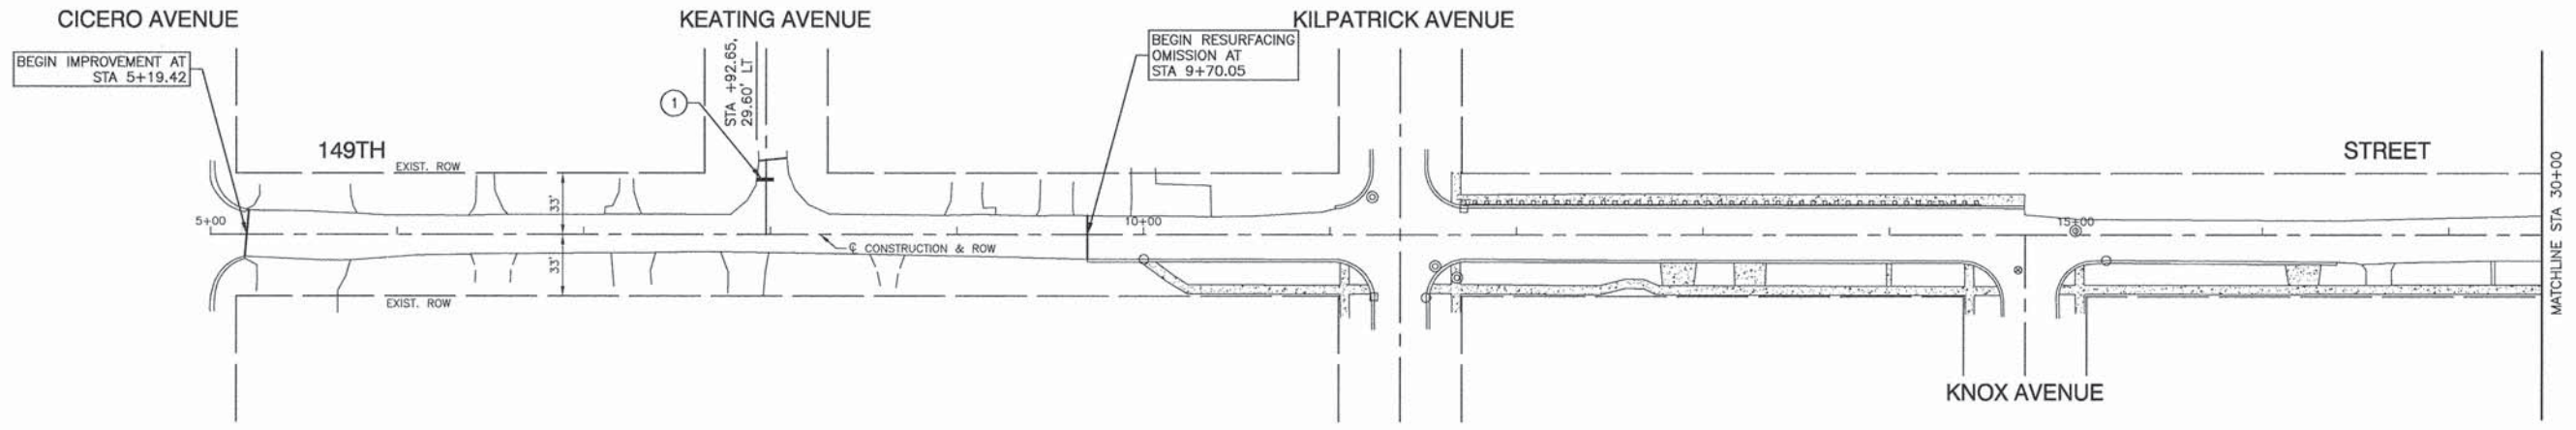 CICERO AVENUE
KEATING AVENUE
KILPATRICK AVENUE
BEGIN IMPROVEMENT AT
STA 5+19.42
1
STA +92.65,
29.60' LT
BEGIN RESURFACING
OMISSION AT
STA 9+70.05
149TH
EXIST. ROW
STREET
33'
5+00
10+00
15+00
℄ CONSTRUCTION & ROW
33'
EXIST. ROW
KNOX AVENUE
MATCHLINE STA 30+00